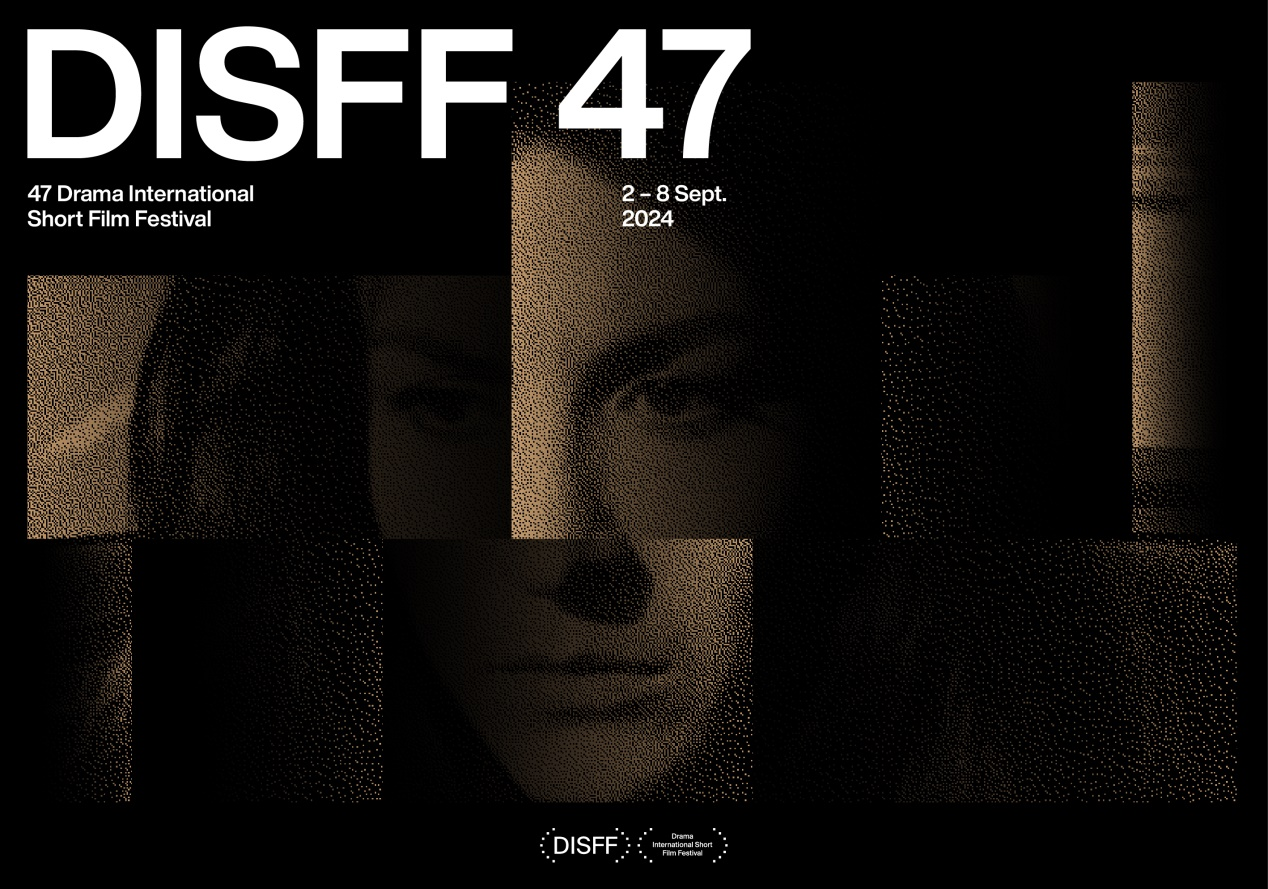 DISFF 47
47 Drama International
Short Film Festival
2 – 8 Sept.
2024
DISFF
Drama
International Short
Film Festival